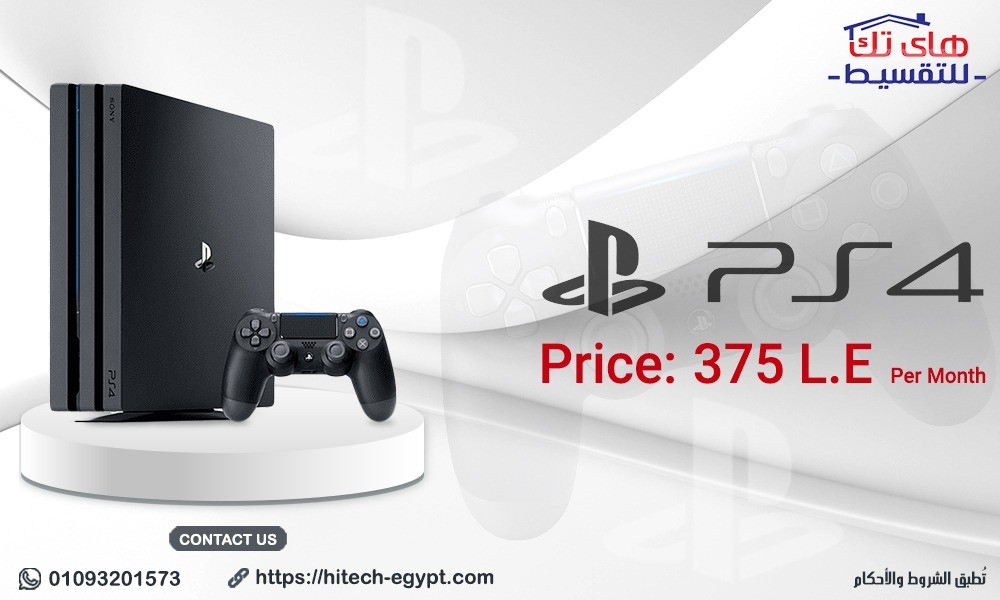 هاى تك
- للتقسيط -
SONY
PS4
PS4
Price: 375 L.E Per Month
CONTACT US
01093201573
https://hitech-egypt.com
تُطبق الشروط والأحكام